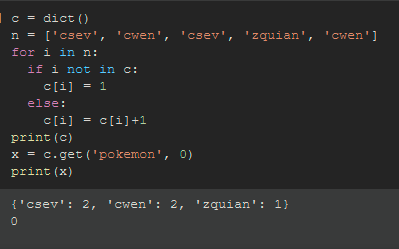 c = dict()
n = ['csev', 'cwen', 'csev', 'zquian', 'cwen']
for i in n:
  if i not in c:
    c[i] = 1
  else:
    c[i] = c[i]+1
print(c)
x = c.get('pokemon', 0)
print(x)
{'csev': 2, 'cwen': 2, 'zquian': 1}
0